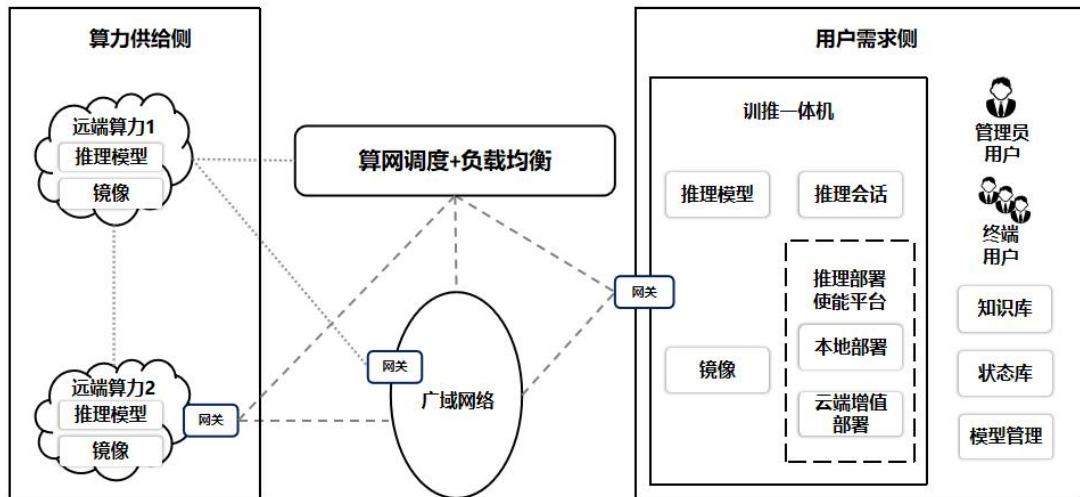 算力供给侧
远端算力1
推理模型
镜像
远端算力2
推理模型
镜像
网关
算网调度+负载均衡
网关
广域网络
用户需求侧
网关
训推一体机
推理模型
推理会话
镜像
推理部署
使能平台
本地部署
云端增值
部署
管理员
用户
终端
用户
知识库
状态库
模型管理